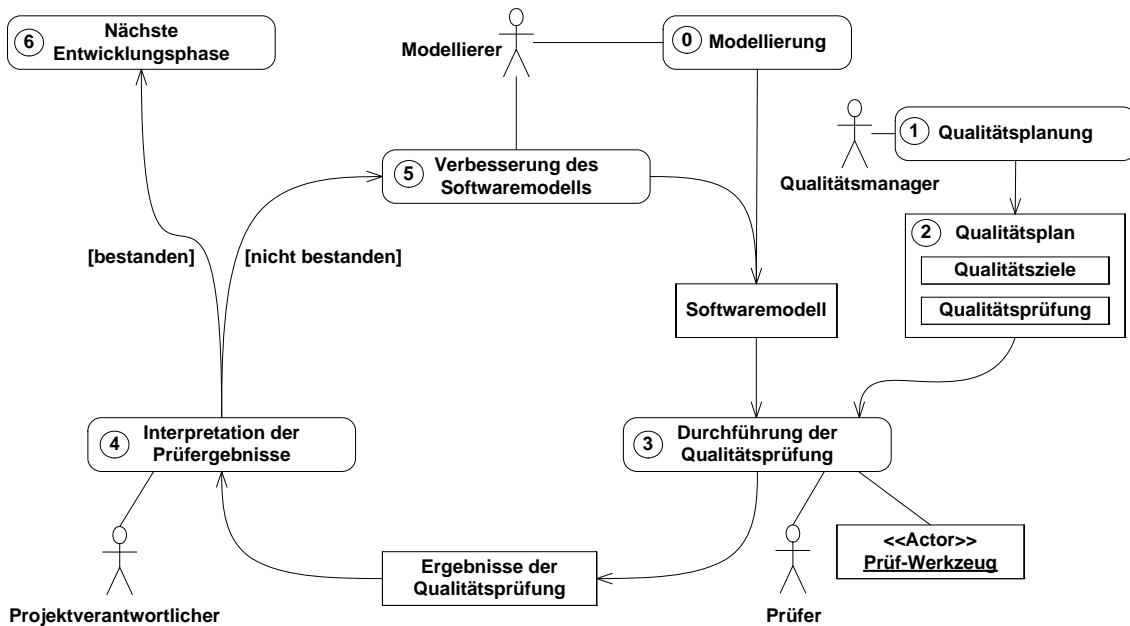 6
Nächste
Entwicklungsphase
Modellierer
0 Modellierung
1 Qualitätsplanung
Qualitätsmanager
5
Verbesserung des
Softwaremodells
2 Qualitätsplan
Qualitätsziele
Qualitätsprüfung
[bestanden]
[nicht bestanden]
Softwaremodell
4
Interpretation der
Prüfergebnisse
3
Durchführung der
Qualitätsprüfung
<<Actor>>
Prüf-Werkzeug
Ergebnisse der
Qualitätsprüfung
Projektverantwortlicher
Prüfer